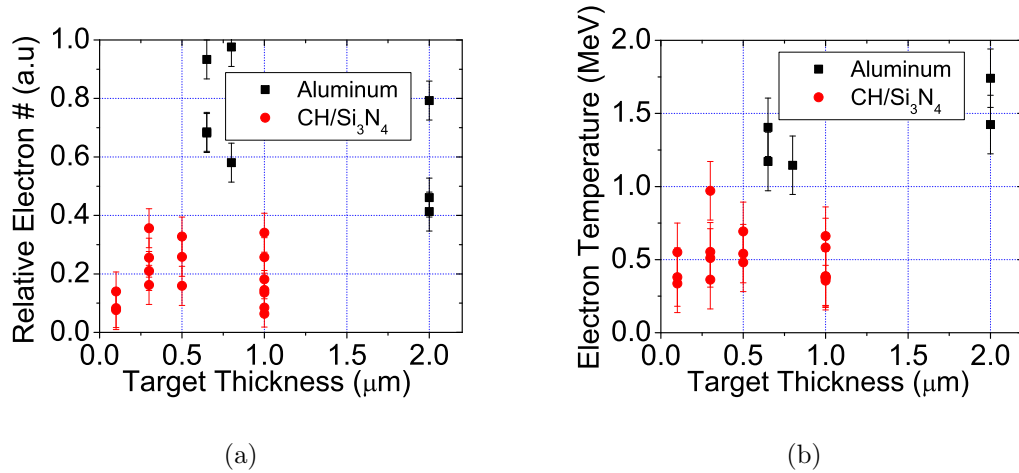 Relative Electron # (a.u)
1.0
0.8
0.6
0.4
0.2
0.0
Aluminum
CH/Si₃N₄
0.0 0.5 1.0 1.5 2.0
Target Thickness (μm)
(a)
Electron Temperature (MeV)
2.0
1.5
1.0
0.5
0.0
Aluminum
CH/Si₃N₄
0.0 0.5 1.0 1.5 2.0
Target Thickness (μm)
(b)